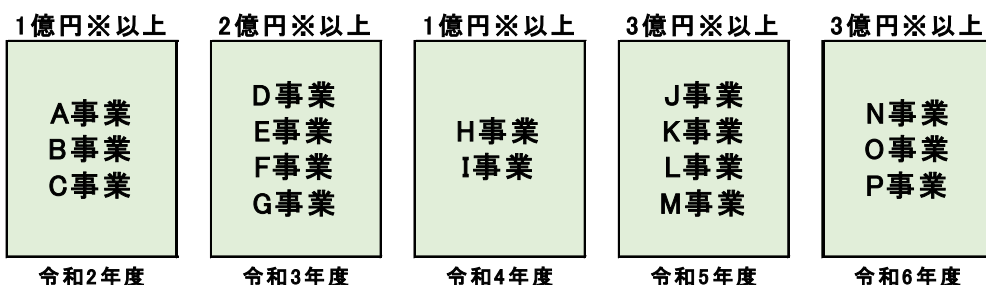 1億円※以上
A事業
B事業
C事業
令和2年度
2億円※以上
D事業
E事業
F事業
G事業
令和3年度
1億円※以上
H事業
I事業
令和4年度
3億円※以上
J事業
K事業
L事業
M事業
令和5年度
3億円※以上
N事業
O事業
P事業
令和6年度